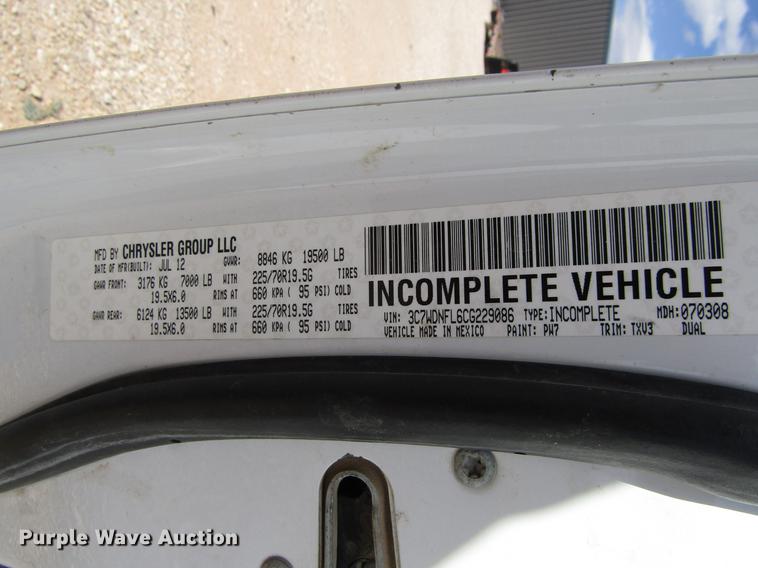 MFD BY CHRYSLER GROUP LLC
DATE OF MFR(BUILT): JUL 12 GVWR: 8846 KG 19500 LB
GAWR FRONT: 3176 KG 7000 LB WITH 225/70R19.5G TIRES
19.5X6.0 RIMS AT 660 KPA( 95 PSI) COLD
GAWR REAR: 6124 KG 13500 LB WITH 225/70R19.5G TIRES
19.5X6.0 RIMS AT 660 KPA( 95 PSI) COLD
INCOMPLETE VEHICLE
VIN: 3C7WDNFL6CG229086 TYPE: INCOMPLETE MDH: 070308
VEHICLE MADE IN MEXICO PAINT: PW7 TRIM: TXV3 DUAL
Purple Wave Auction